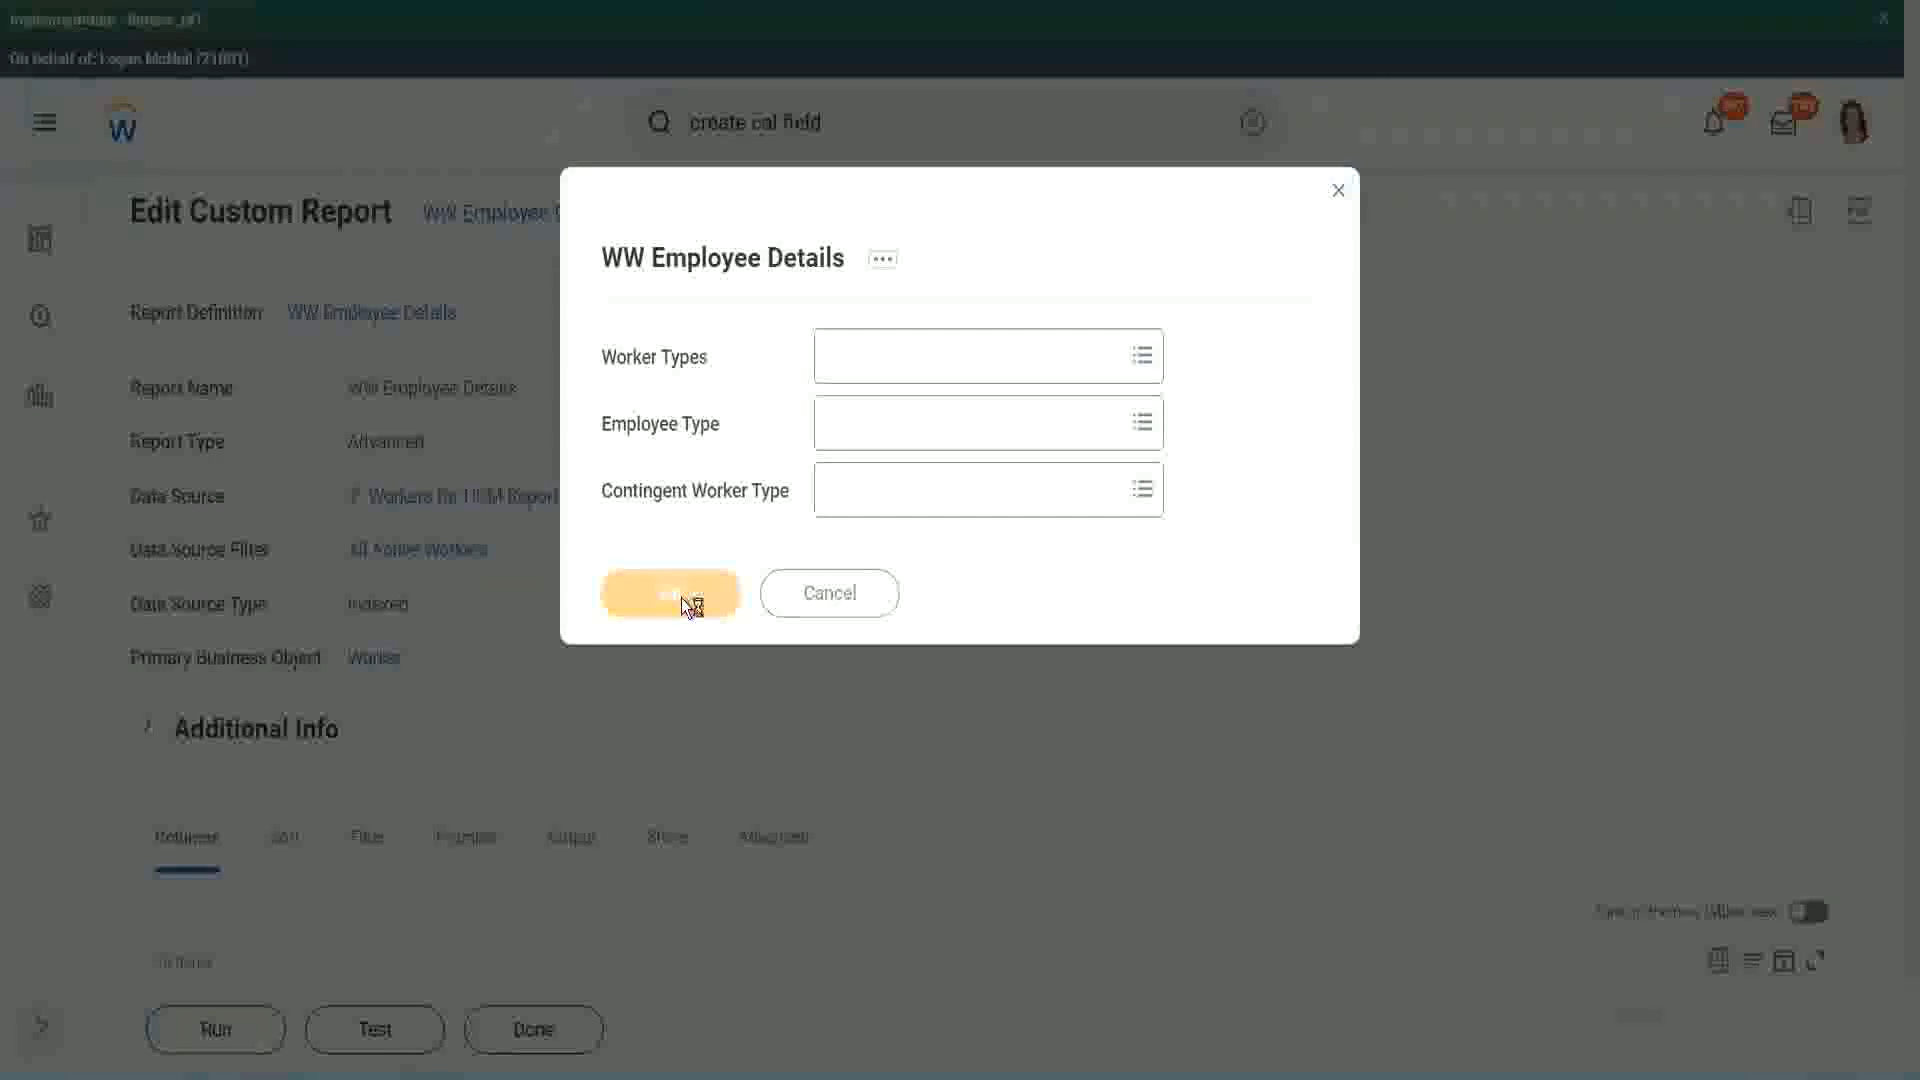 On behalf of: Logan McNeil (21001)
W
create cal field
Edit Custom Report
WW Employee
WW Employee Details
Report Definition
WW Employee Details
Worker Types
Report Name
WW Employee Details
Employee Type
Report Type
Advanced
Contingent Worker Type
Data Source
Workers for HCM Report
Data Source Filter
All Active Workers
Cancel
Data Source Type
Indexed
Primary Business Object
Worker
Additional Info
Columns
Sort
Filter
Prompts
Output
Share
Advanced
Run
Test
Done